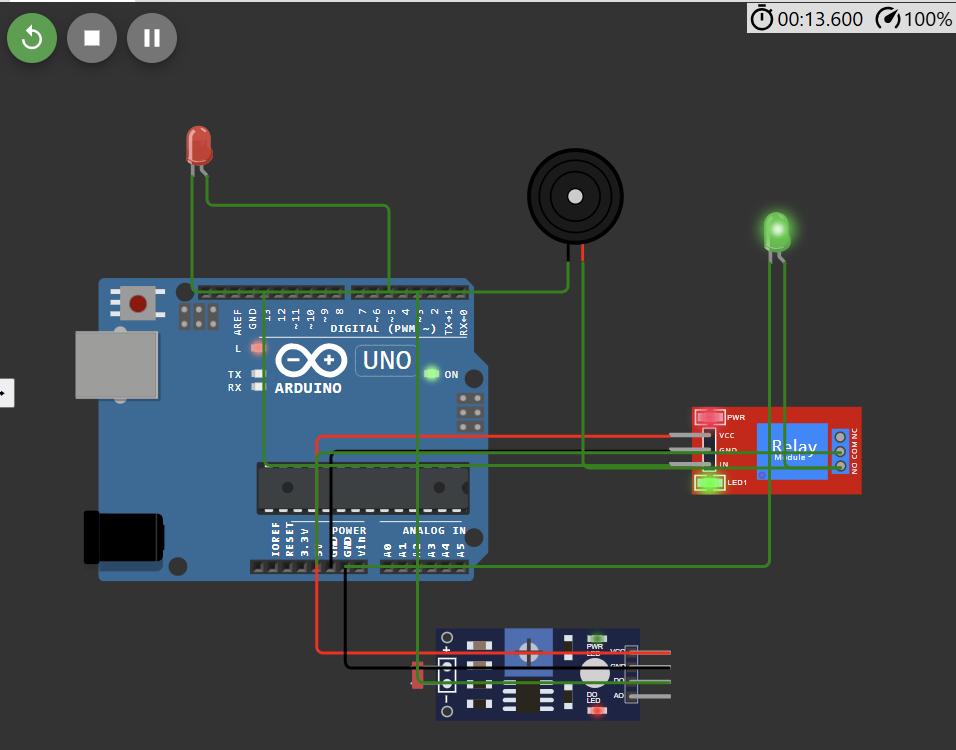 00:13.600 100%
AREF
GND
13
12
~11
~10
~9
8
7
~6
~5
4
~3
2
TX→1
RX←0
DIGITAL (PWM ~)
L
TX
RX
UNO
ARDUINO
ON
IOREF
RESET
3.3V
5V
GND
GND
Vin
POWER
ANALOG IN
A0
A1
A2
A3
A4
A5
PWR
VCC
GND
IN
LED1
Relay
Module
NC
COM
NO
PWR
LED
VCC
GND
DO
AO
DO
LED
+